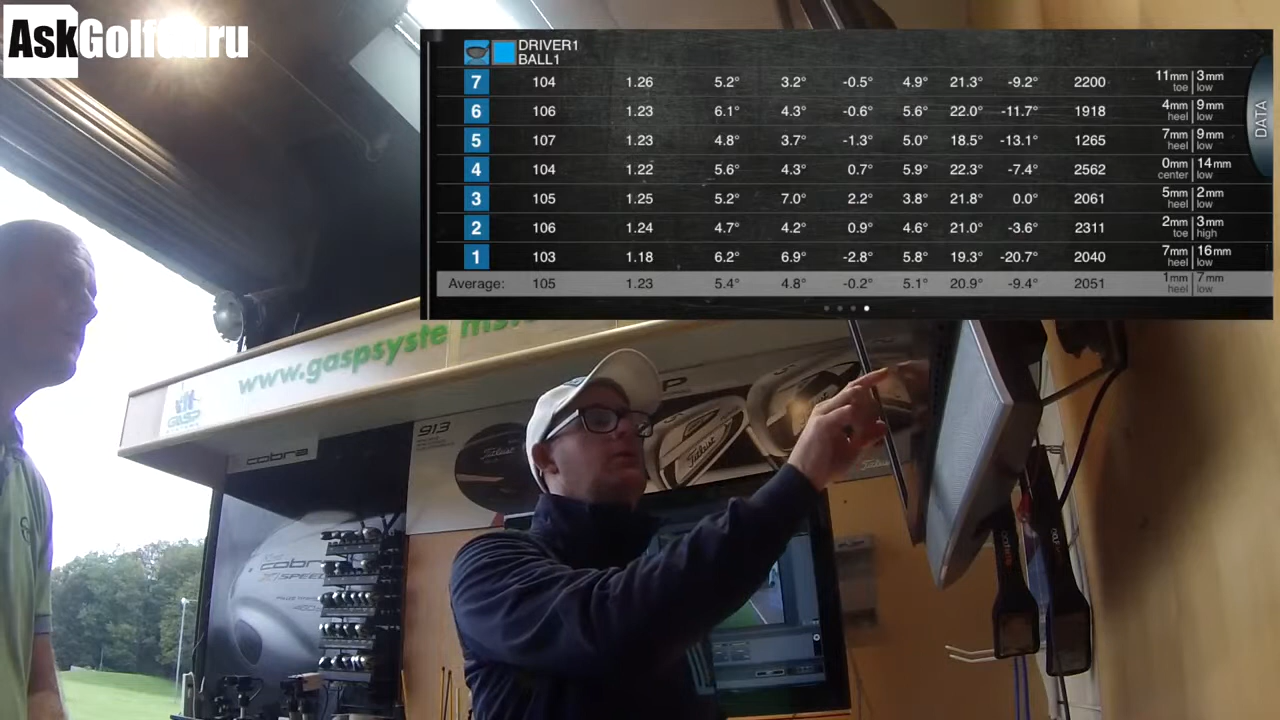 AskGolfGuru
DRIVER1
BALL1
7 104 1.26 5.2° 3.2° -0.5° 4.9° 21.3° -9.2° 2200 11mm toe 3mm low
6 106 1.23 6.1° 4.3° -0.6° 5.6° 22.0° -11.7° 1918 4mm heel 9mm low
5 107 1.23 4.8° 3.7° -1.3° 5.0° 18.5° -13.1° 1265 7mm heel 9mm low
4 104 1.22 5.6° 4.3° 0.7° 5.9° 22.3° -7.4° 2562 0mm center 14mm low
3 105 1.25 5.2° 7.0° 2.2° 3.8° 21.8° 0.0° 2061 5mm heel 2mm low
2 106 1.24 4.7° 4.2° 0.9° 4.6° 21.0° -3.6° 2311 2mm toe 3mm high
1 103 1.18 6.2° 6.9° -2.8° 5.8° 19.3° -20.7° 2040 7mm heel 16mm low
Average: 105 1.23 5.4° 4.8° -0.2° 5.1° 20.9° -9.4° 2051 1mm heel 7mm low
DATA
www.gaspsystems
GASP
cobra
913
Titleist
Titleist
Titleist
cobra
SPEED